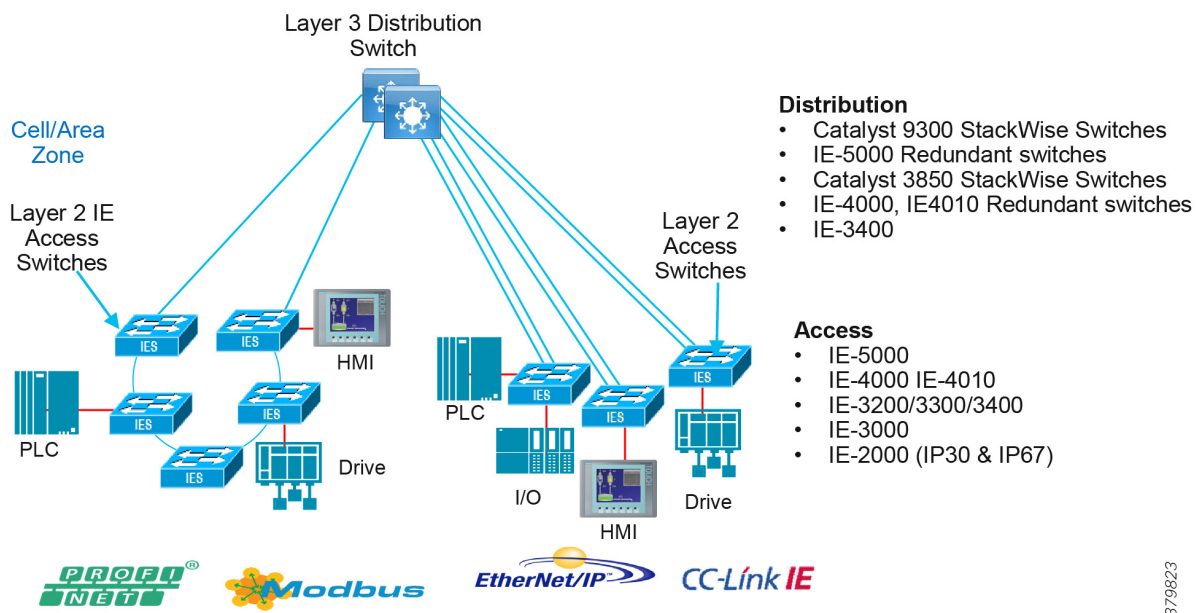 Layer 3 Distribution
Switch
Cell/Area
Zone
Layer 2 IE
Access
Switches
Layer 2
Access
Switches
IES
IES
IES
IES
IES
HMI
PLC
Drive
IES
IES
IES
PLC
I/O
HMI
Drive
Distribution
• Catalyst 9300 StackWise Switches
• IE-5000 Redundant switches
• Catalyst 3850 StackWise Switches
• IE-4000, IE4010 Redundant switches
• IE-3400
Access
• IE-5000
• IE-4000 IE-4010
• IE-3200/3300/3400
• IE-3000
• IE-2000 (IP30 & IP67)
PROFI
NET
®
Modbus
EtherNet/IP™
CC-Link IE
379823